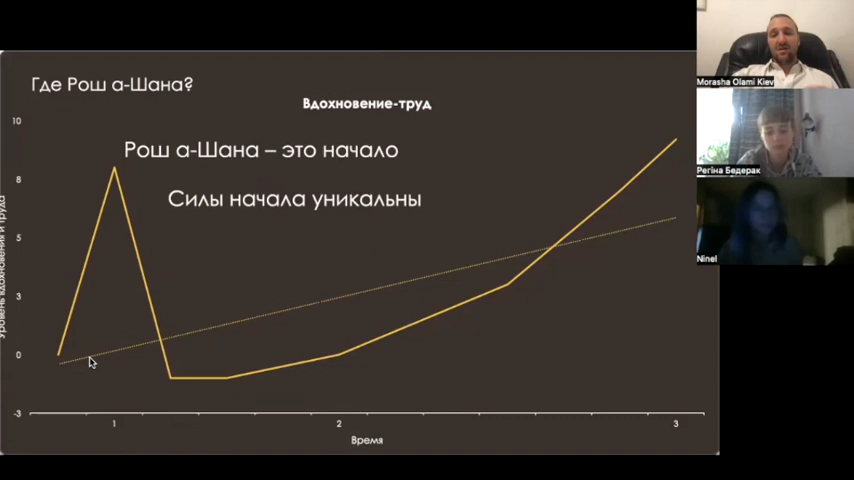 Где Рош а-Шана?
Вдохновение-труд
Рош а-Шана – это начало
Силы начала уникальны
10
8
5
3
0
-3
Уровень вдохновения и труда
1
2
3
Время
Morasha Olami Kiev
Регіна Бедерак
Ninel